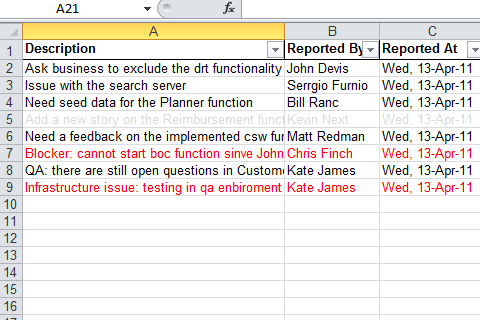 A21 fx
A B C
1 Description Reported By Reported At
2 Ask business to exclude the drt functionality John Devis Wed, 13-Apr-11
3 Issue with the search server Serrgio Furnio Wed, 13-Apr-11
4 Need seed data for the Planner function Bill Ranc Wed, 13-Apr-11
5 Add a new story on the Reimbursement funct Kevin Next Wed, 13-Apr-11
6 Need a feedback on the implemented csw fur Matt Redman Wed, 13-Apr-11
7 Blocker: cannot start boc function sinve John Chris Finch Wed, 13-Apr-11
8 QA: there are still open questions in Custome Kate James Wed, 13-Apr-11
9 Infrastructure issue: testing in qa enbiroment Kate James Wed, 13-Apr-11
10
11
12
13
14
15
16